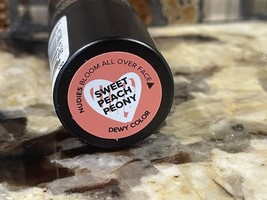 NUDIES BLOOM ALL OVER FACE
SWEET
PEACH
PEONY
DEWY COLOR